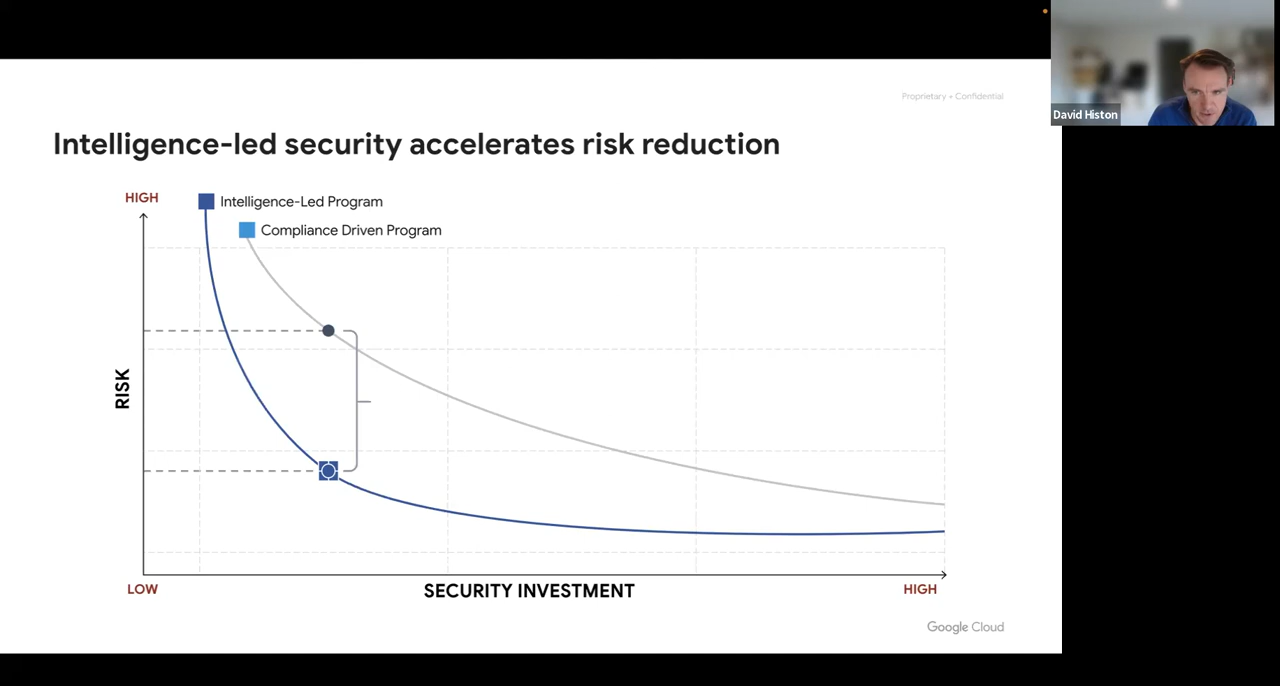 Proprietary + Confidential
David Histon
Intelligence-led security accelerates risk reduction
HIGH
Intelligence-Led Program
Compliance Driven Program
RISK
LOW
SECURITY INVESTMENT
HIGH
Google Cloud